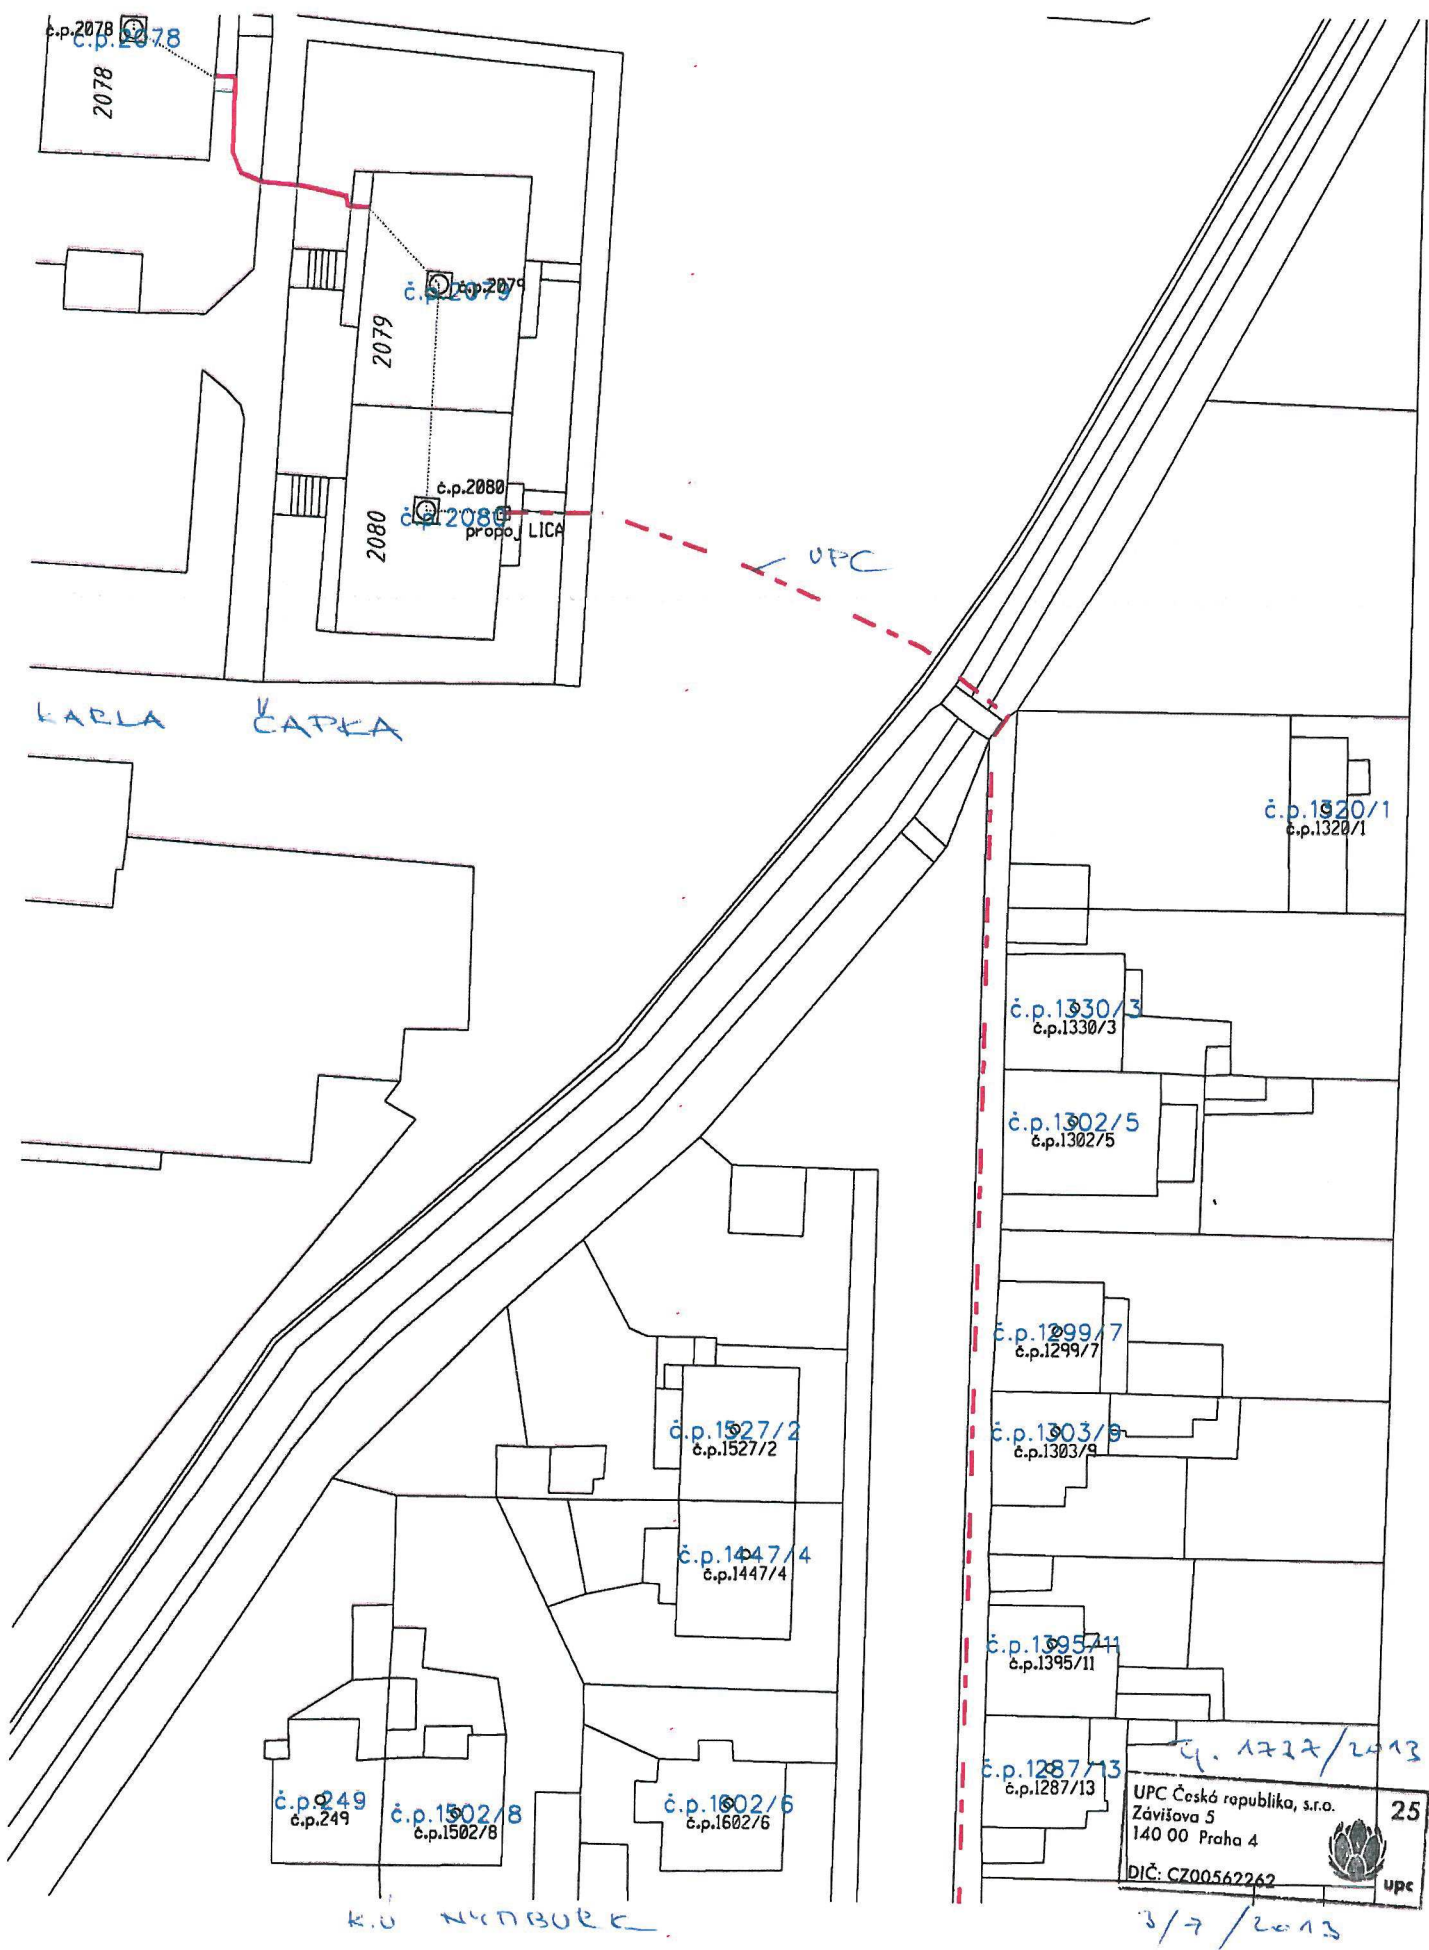 č.p.2078
č.p.2078
2078
č.p.2079
č.p.2079
2079
č.p.2080
č.p.2080
propoj LICA
2080
UPC
KARLA ČAPKA
č.p.1320/1
č.p.1320/1
č.p.1330/3
č.p.1330/3
č.p.1302/5
č.p.1302/5
č.p.1299/7
č.p.1299/7
č.p.1527/2
č.p.1527/2
č.p.1303/9
č.p.1303/9
č.p.1447/4
č.p.1447/4
č.p.1395/11
č.p.1395/11
č.j. 1727/2013
č.p.1287/13
č.p.1287/13
č.p.249
č.p.249
č.p.1502/8
č.p.1502/8
č.p.1602/6
č.p.1602/6
UPC Česká republika, s.r.o.
Závišova 5
140 00 Praha 4
DIČ: CZ00562262
25
upc
K.Ú NYMBURK
3/7/2013